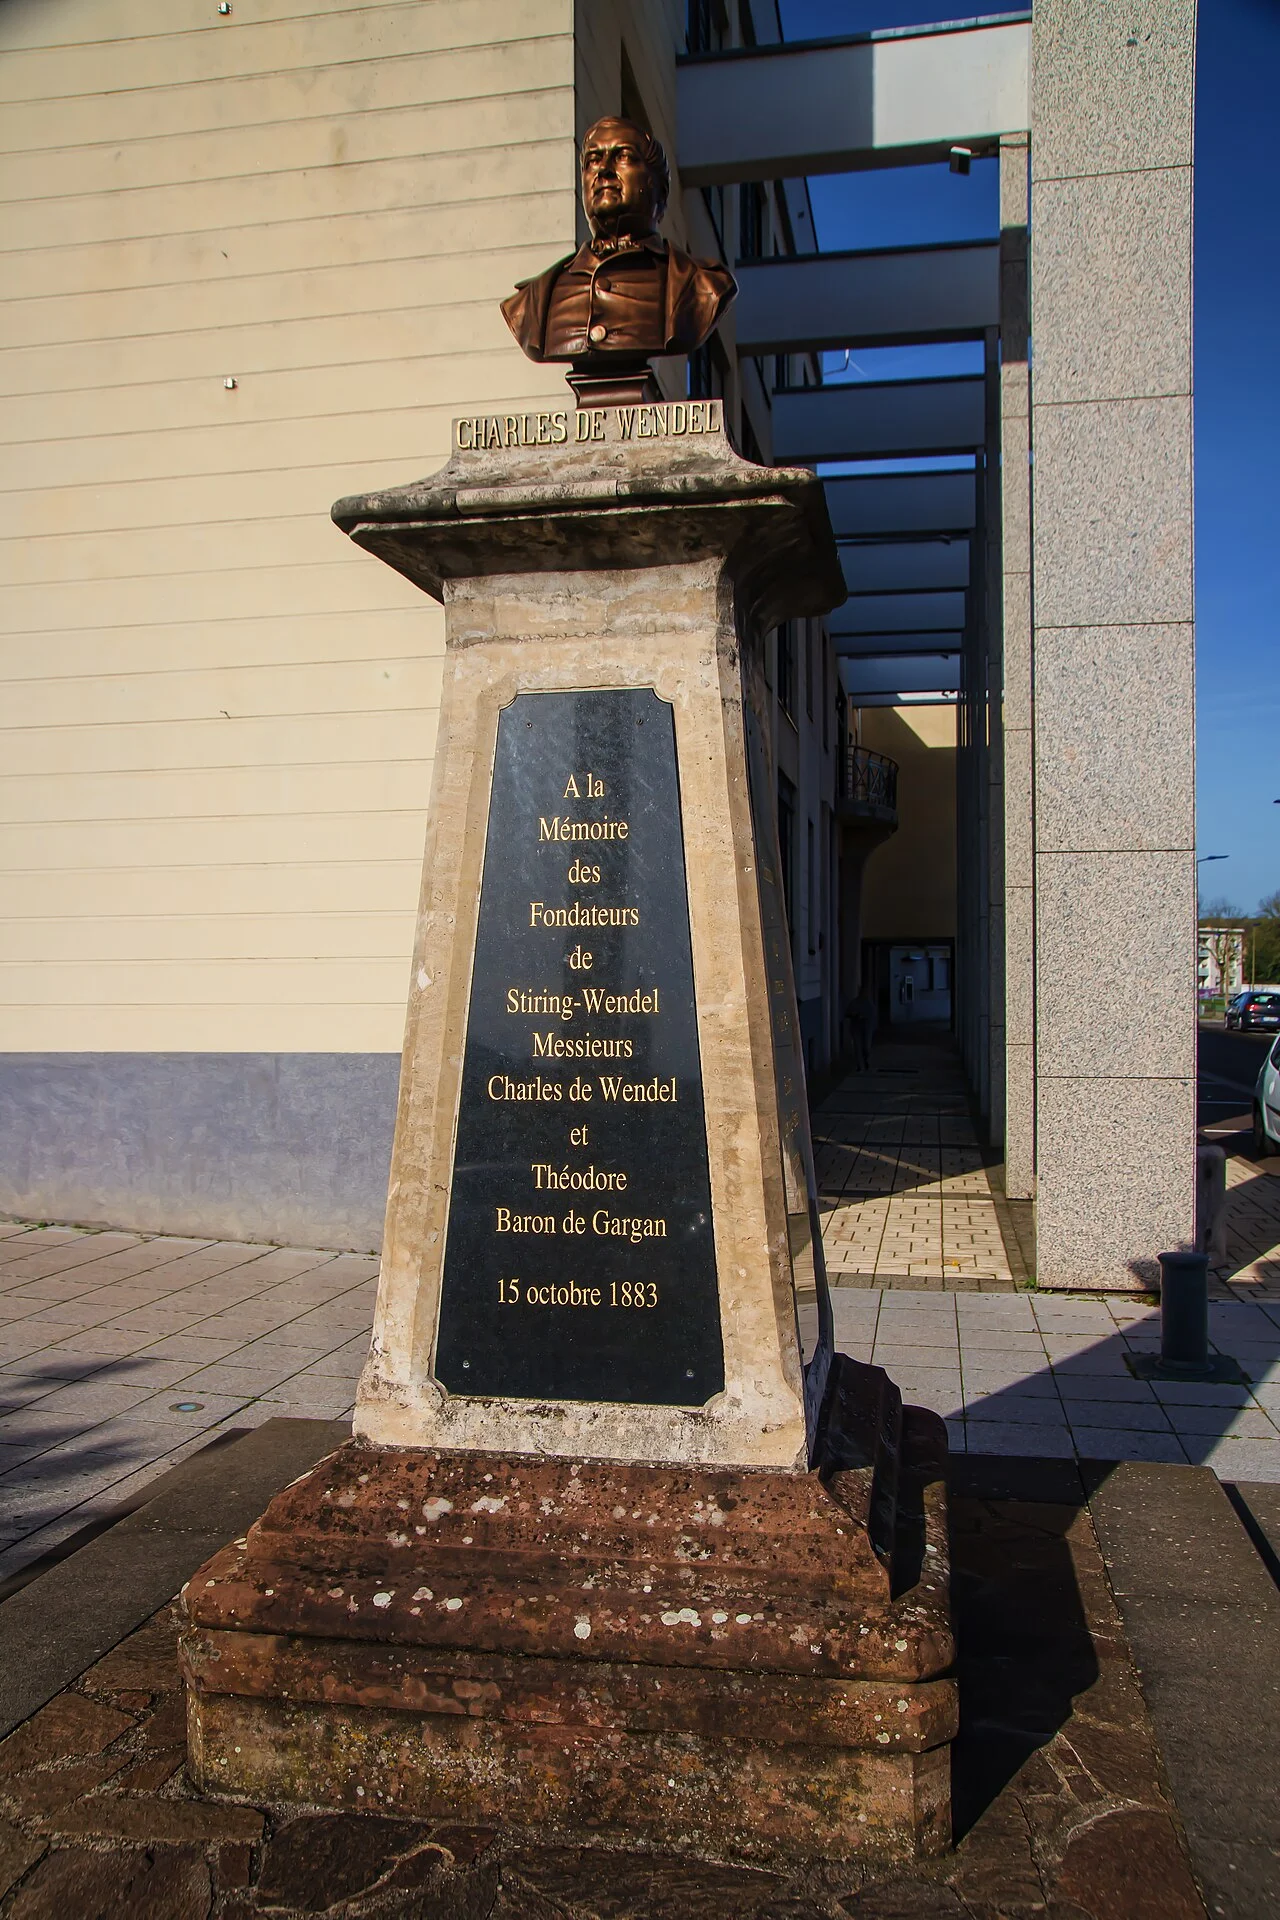 CHARLES DE WENDEL
A la
Mémoire
des
Fondateurs
de
Stiring-Wendel
Messieurs
Charles de Wendel
et
Théodore
Baron de Gargan
15 octobre 1883